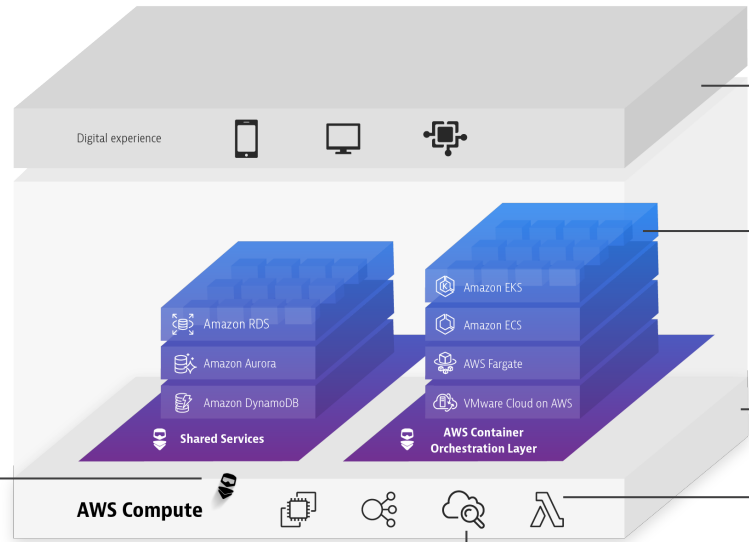 Digital experience
Amazon RDS
Amazon Aurora
Amazon DynamoDB
Shared Services
Amazon EKS
Amazon ECS
AWS Fargate
VMware Cloud on AWS
AWS Container
Orchestration Layer
AWS Compute